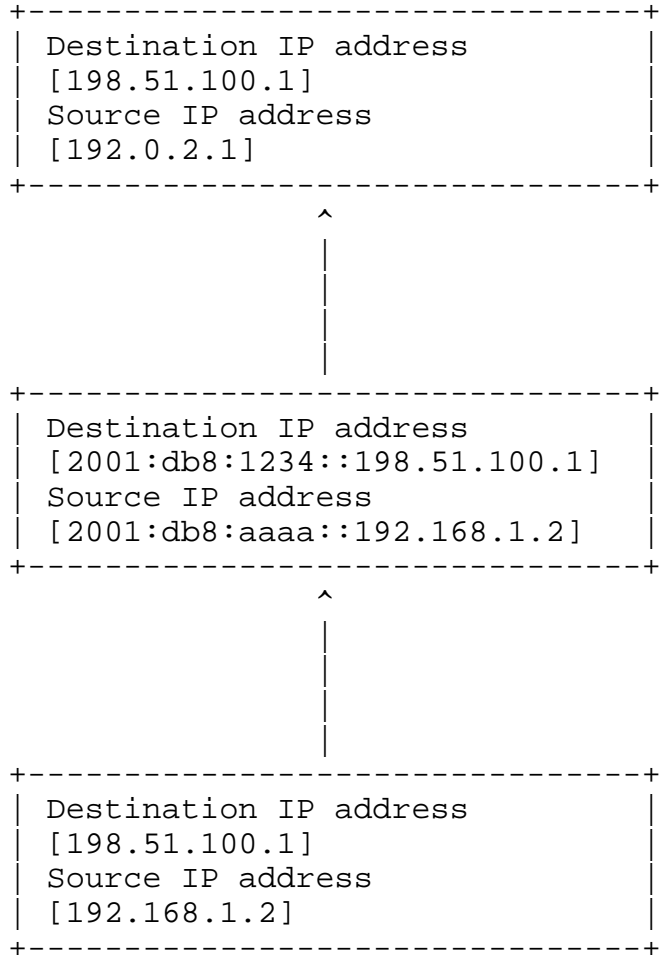 Destination IP address
[198.51.100.1]
Source IP address
[192.0.2.1]
Destination IP address
[2001:db8:1234::198.51.100.1]
Source IP address
[2001:db8:aaaa::192.168.1.2]
Destination IP address
[198.51.100.1]
Source IP address
[192.168.1.2]